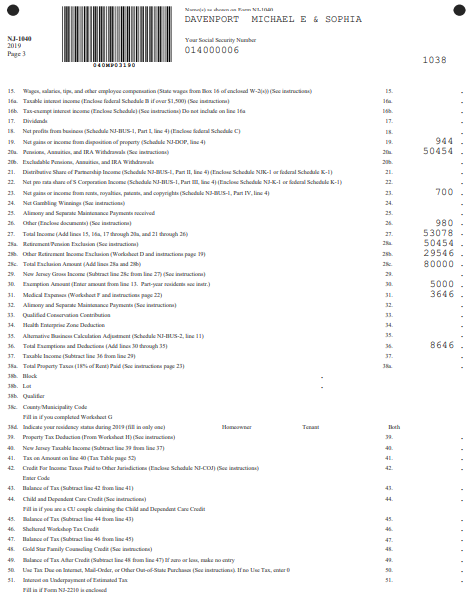 Name(s) as shown on Form NJ-1040
DAVENPORT MICHAEL E & SOPHIA
NJ-1040
2019
Page 3
Your Social Security Number
014000006
040MP03190
1038
15. Wages, salaries, tips, and other employee compensation (State wages from Box 16 of enclosed W-2(s)) (See instructions) 15. .
16a. Taxable interest income (Enclose federal Schedule B if over $1,500) (See instructions) 16a. .
16b. Tax-exempt interest income (Enclose Schedule) (See instructions) Do not include on line 16a 16b. .
17. Dividends 17. .
18. Net profits from business (Schedule NJ-BUS-1, Part I, line 4) (Enclose federal Schedule C) 18. .
19. Net gains or income from disposition of property (Schedule NJ-DOP, line 4) 19. 944 .
20a. Pensions, Annuities, and IRA Withdrawals (See instructions) 20a. 50454 .
20b. Excludable Pensions, Annuities, and IRA Withdrawals 20b. .
21. Distributive Share of Partnership Income (Schedule NJ-BUS-1, Part II, line 4) (Enclose Schedule NJK-1 or federal Schedule K-1) 21. .
22. Net pro rata share of S Corporation Income (Schedule NJ-BUS-1, Part III, line 4) (Enclose Schedule NJ-K-1 or federal Schedule K-1) 22. .
23. Net gains or income from rents, royalties, patents, and copyrights (Schedule NJ-BUS-1, Part IV, line 4) 23. 700 .
24. Net Gambling Winnings (See instructions) 24. .
25. Alimony and Separate Maintenance Payments received 25. .
26. Other (Enclose documents) (See instructions) 26. 980 .
27. Total Income (Add lines 15, 16a, 17 through 20a, and 21 through 26) 27. 53078 .
28a. Retirement/Pension Exclusion (See instructions) 28a. 50454 .
28b. Other Retirement Income Exclusion (Worksheet D and instructions page 19) 28b. 29546 .
28c. Total Exclusion Amount (Add lines 28a and 28b) 28c. 80000 .
29. New Jersey Gross Income (Subtract line 28c from line 27) (See instructions) 29. .
30. Exemption Amount (Enter amount from line 13. Part-year residents see instr.) 30. 5000 .
31. Medical Expenses (Worksheet F and instructions page 22) 31. 3646 .
32. Alimony and Separate Maintenance Payments (See instructions) 32. .
33. Qualified Conservation Contribution 33. .
34. Health Enterprise Zone Deduction 34. .
35. Alternative Business Calculation Adjustment (Schedule NJ-BUS-2, line 11) 35. .
36. Total Exemptions and Deductions (Add lines 30 through 35) 36. 8646 .
37. Taxable Income (Subtract line 36 from line 29) 37. .
38a. Total Property Taxes (18% of Rent) Paid (See instructions page 23) 38a. .
38b. Block .
38b. Lot .
38b. Qualifier
38c. County/Municipality Code
Fill in if you completed Worksheet G
38d. Indicate your residency status during 2019 (fill in only one) Homeowner Tenant Both
39. Property Tax Deduction (From Worksheet H) (See instructions) 39. .
40. New Jersey Taxable Income (Subtract line 39 from line 37) 40. .
41. Tax on Amount on line 40 (Tax Table page 52) 41. .
42. Credit For Income Taxes Paid to Other Jurisdictions (Enclose Schedule NJ-COJ) (See instructions) 42. .
Enter Code
43. Balance of Tax (Subtract line 42 from line 41) 43. .
44. Child and Dependent Care Credit (See instructions) 44. .
Fill in if you are a CU couple claiming the Child and Dependent Care Credit
45. Balance of Tax (Subtract line 44 from line 43) 45. .
46. Sheltered Workshop Tax Credit 46. .
47. Balance of Tax (Subtract line 46 from line 45) 47. .
48. Gold Star Family Counseling Credit (See instructions) 48. .
49. Balance of Tax After Credit (Subtract line 48 from line 47) If zero or less, make no entry 49. .
50. Use Tax Due on Internet, Mail-Order, or Other Out-of-State Purchases (See instructions). If no Use Tax, enter 0 50. .
51. Interest on Underpayment of Estimated Tax 51. .
Fill in if Form NJ-2210 is enclosed